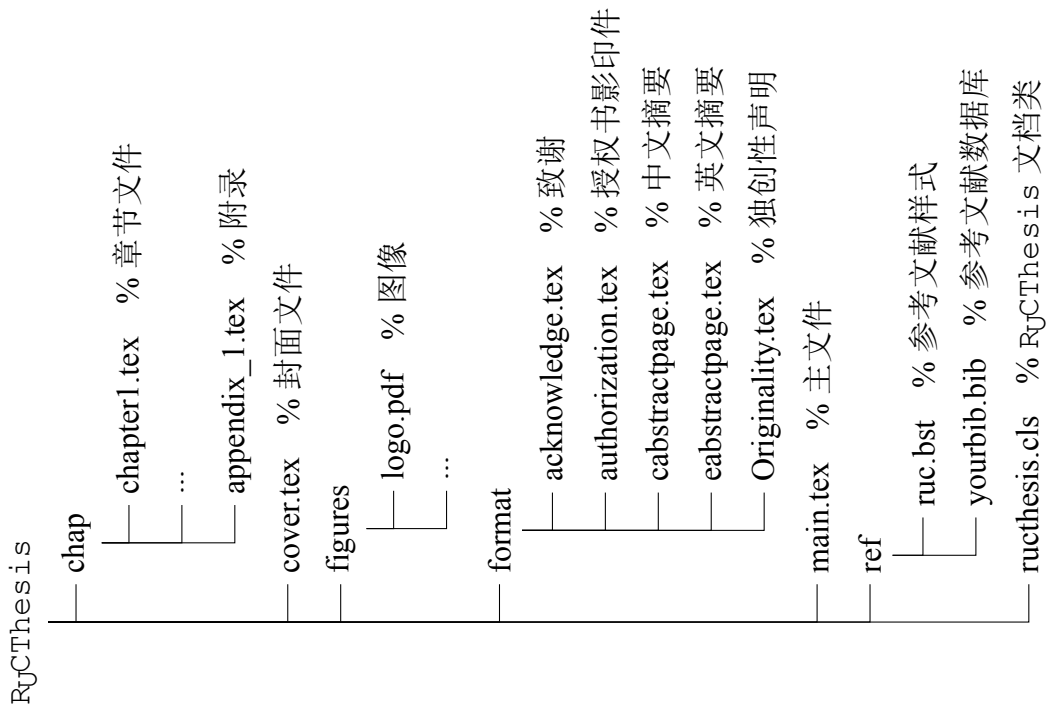 RUCThesis
chap
chapter1.tex % 章节文件
...
appendix_1.tex % 附录
cover.tex % 封面文件
figures
logo.pdf % 图像
...
format
acknowledge.tex % 致谢
authorization.tex % 授权书影印件
cabstractpage.tex % 中文摘要
eabstractpage.tex % 英文摘要
Originality.tex % 独创性声明
main.tex % 主文件
ref
ruc.bst % 参考文献样式
yourbib.bib % 参考文献数据库
ructhesis.cls % RUCThesis 文档类